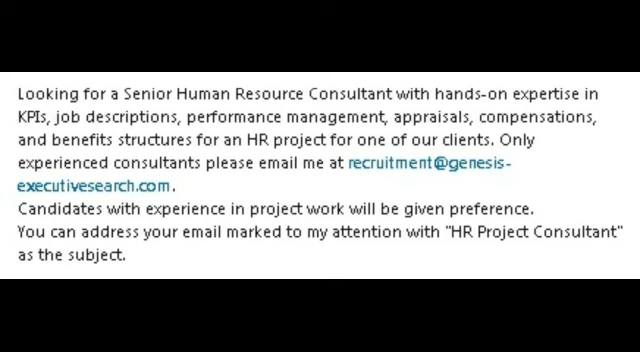 Looking for a Senior Human Resource Consultant with hands-on expertise in
KPIs, job descriptions, performance management, appraisals, compensations,
and benefits structures for an HR project for one of our clients. Only
experienced consultants please email me at recruitment@genesis-
executivesearch.com.
Candidates with experience in project work will be given preference.
You can address your email marked to my attention with "HR Project Consultant"
as the subject.